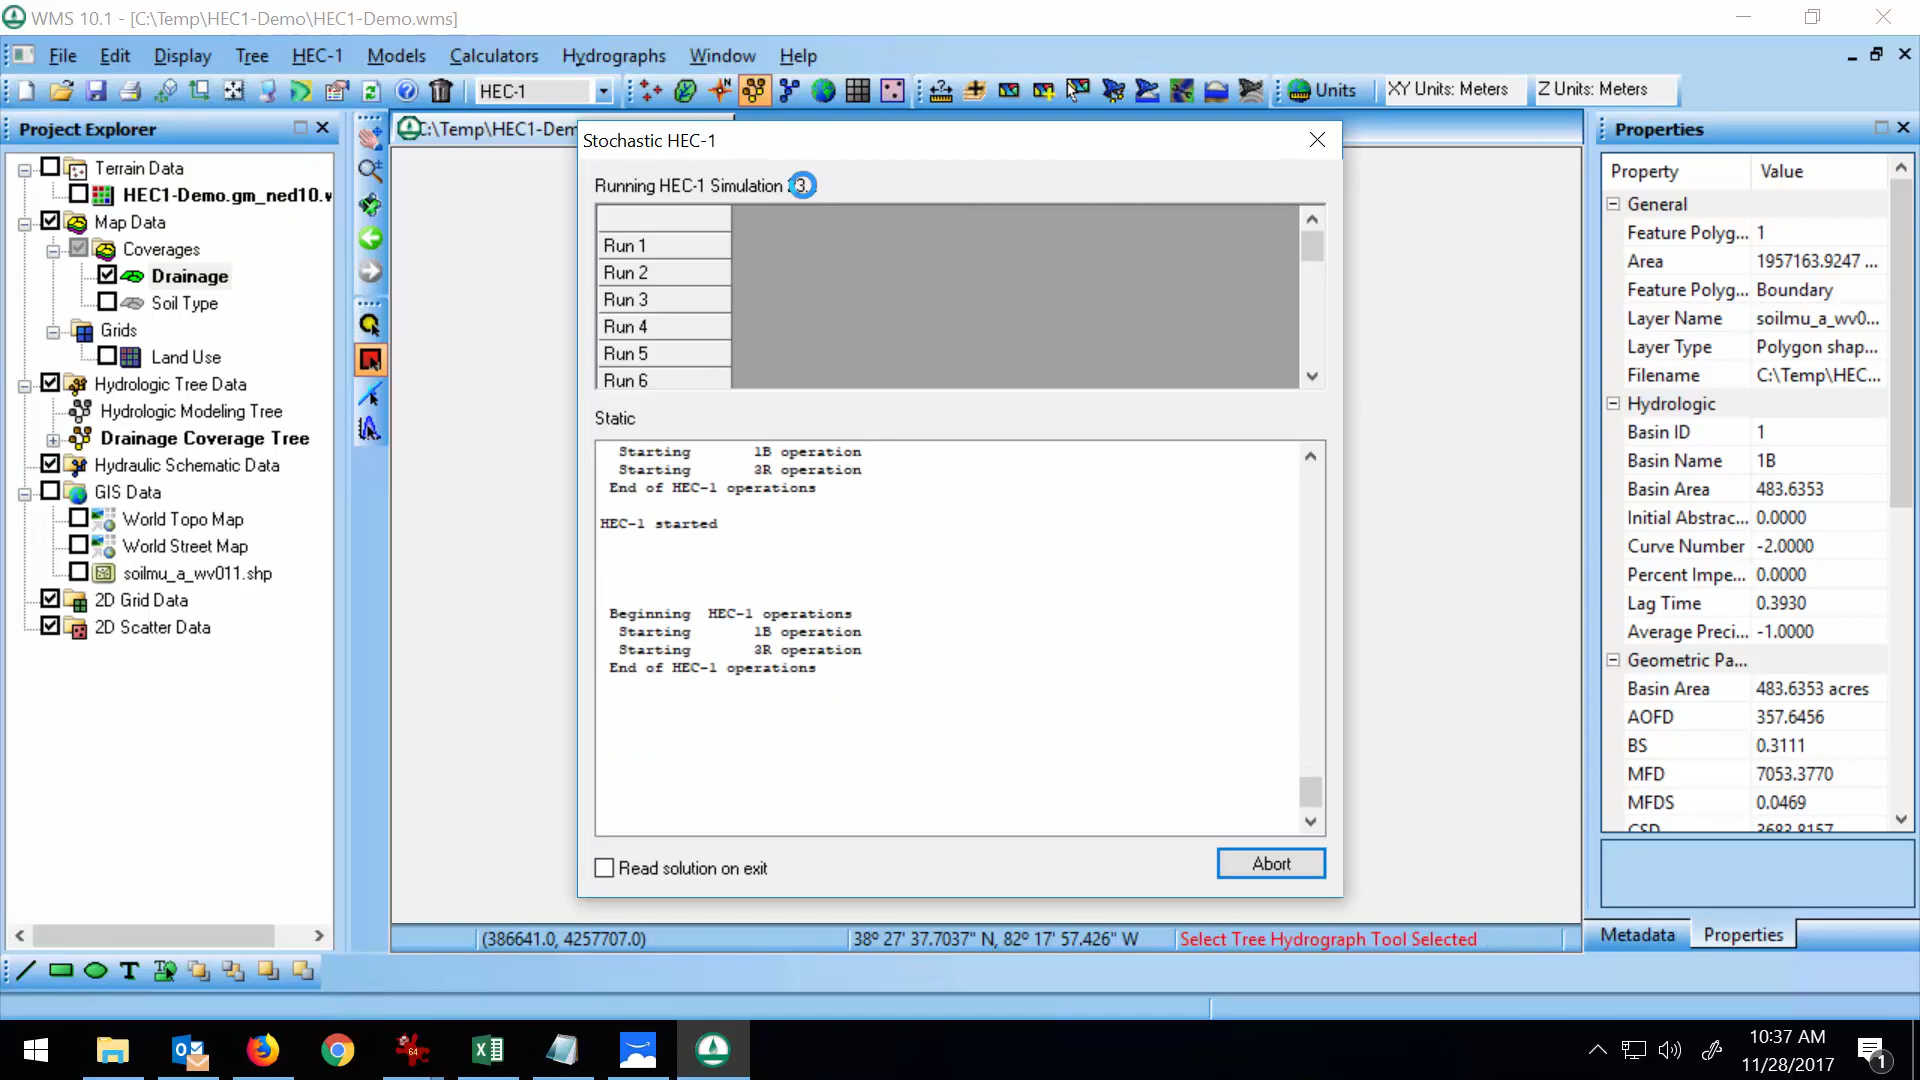 WMS 10.1 - [C:\Temp\HEC1-Demo\HEC1-Demo.wms]
File Edit Display Tree HEC-1 Models Calculators Hydrographs Window Help
HEC-1 Units XY Units: Meters Z Units: Meters
Project Explorer
Terrain Data
HEC1-Demo.gm_ned10.
Map Data
Coverages
Drainage
Soil Type
Grids
Land Use
Hydrologic Tree Data
Hydrologic Modeling Tree
Drainage Coverage Tree
Hydraulic Schematic Data
GIS Data
World Topo Map
World Street Map
soilmu_a_wv011.shp
2D Grid Data
2D Scatter Data
C:\Temp\HEC1-Dem
Stochastic HEC-1
Running HEC-1 Simulation
Run 1
Run 2
Run 3
Run 4
Run 5
Run 6
Static
Starting 1B operation
Starting 3R operation
End of HEC-1 operations
HEC-1 started
Beginning HEC-1 operations
Starting 1B operation
Starting 3R operation
End of HEC-1 operations
Read solution on exit
Abort
(386641.0, 4257707.0) 38º 27' 37.7037" N, 82º 17' 57.426" W Select Tree Hydrograph Tool Selected
Properties
Property Value
General
Feature Polyg... 1
Area 1957163.9247 ...
Feature Polyg... Boundary
Layer Name soilmu_a_wv0...
Layer Type Polygon shap...
Filename C:\Temp\HEC...
Hydrologic
Basin ID 1
Basin Name 1B
Basin Area 483.6353
Initial Abstrac... 0.0000
Curve Number -2.0000
Percent Impe... 0.0000
Lag Time 0.3930
Average Preci... -1.0000
Geometric Pa...
Basin Area 483.6353 acres
AOFD 357.6456
BS 0.3111
MFD 7053.3770
MFDS 0.0469
CSD 3683.8157
Metadata Properties
T
64
10:37 AM
11/28/2017
1